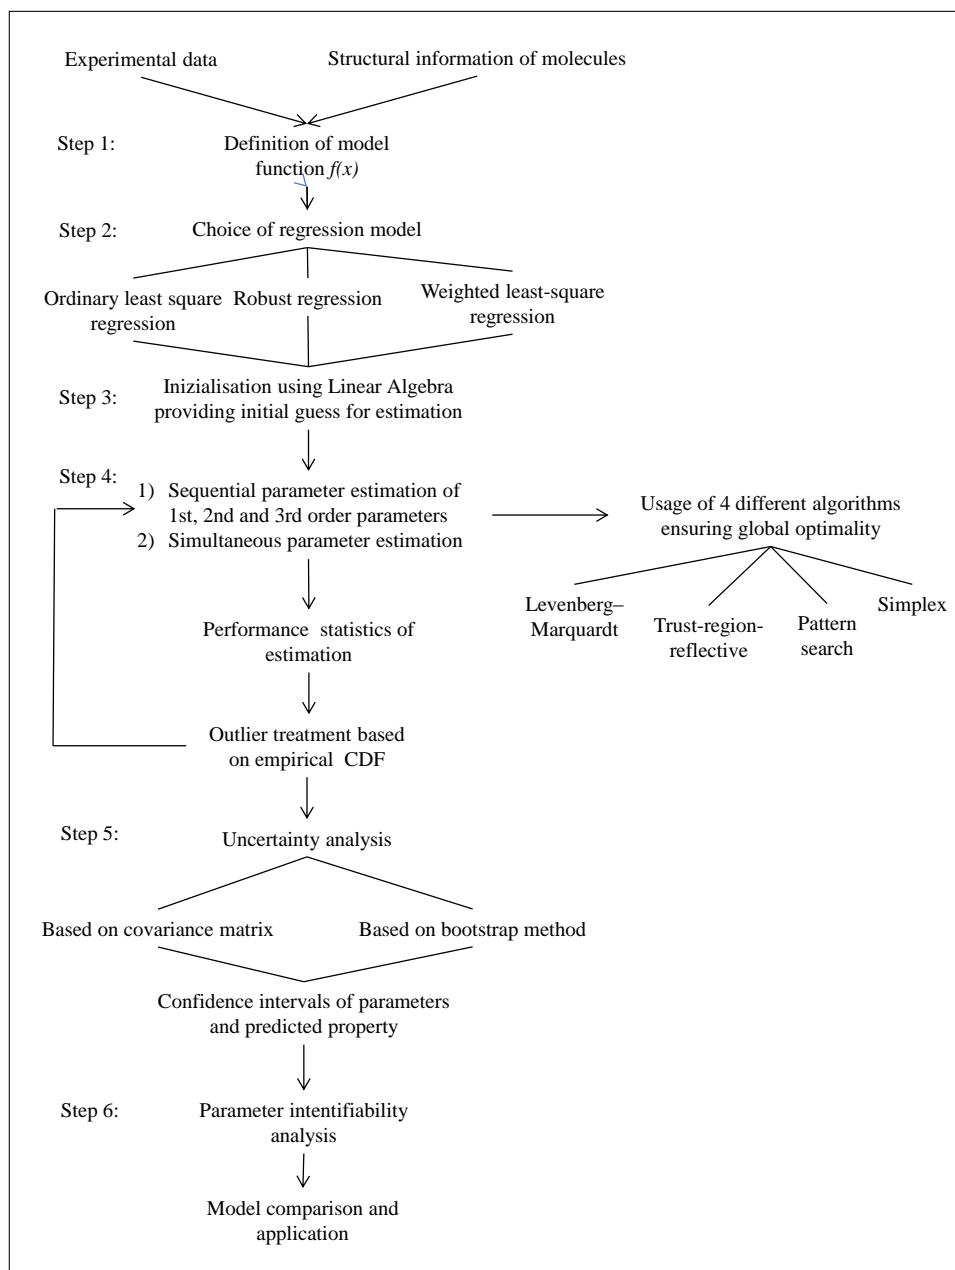 Experimental data
Structural information of molecules
Step 1:
Definition of model
function f(x)
Step 2:
Choice of regression model
Ordinary least square
regression
Robust regression
Weighted least-square
regression
Step 3:
Inizialisation using Linear Algebra
providing initial guess for estimation
Step 4:
1) Sequential parameter estimation of
1st, 2nd and 3rd order parameters
2) Simultaneous parameter estimation
Usage of 4 different algorithms
ensuring global optimality
Levenberg–
Marquardt
Trust-region-
reflective
Pattern
search
Simplex
Performance statistics of
estimation
Outlier treatment based
on empirical CDF
Step 5:
Uncertainty analysis
Based on covariance matrix
Based on bootstrap method
Confidence intervals of parameters
and predicted property
Step 6:
Parameter intentifiability
analysis
Model comparison and
application